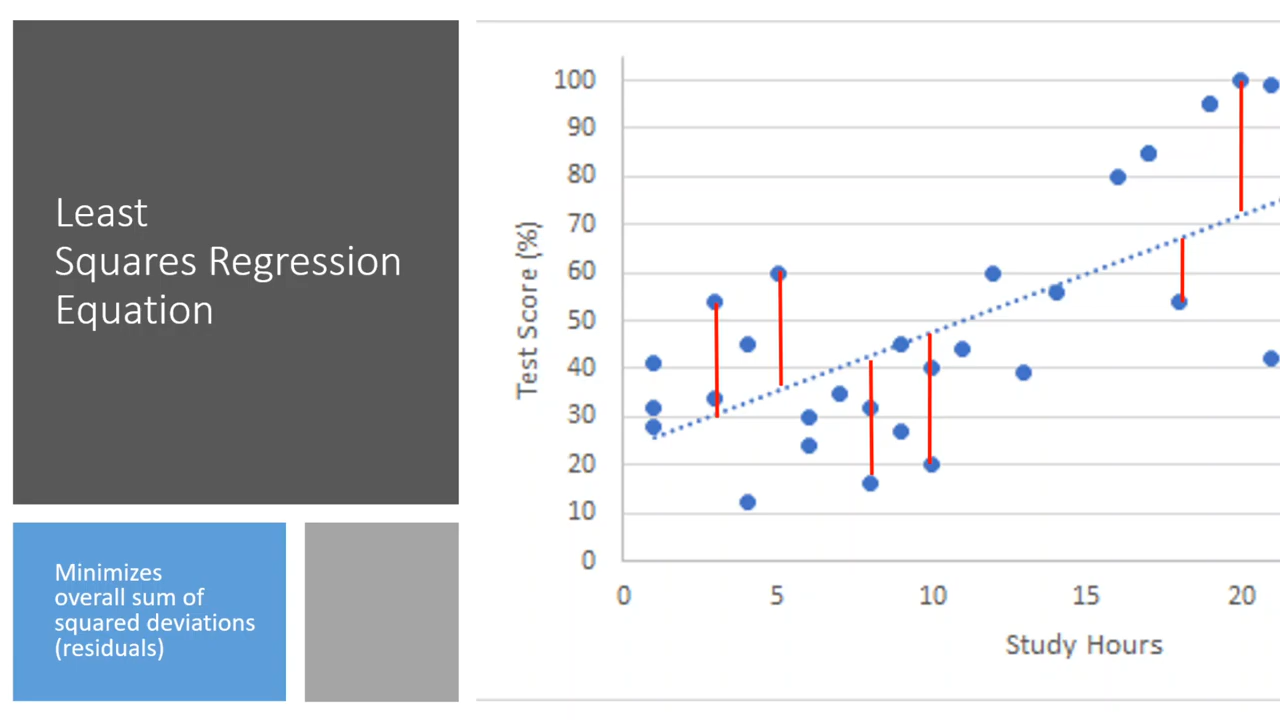 Least
Squares Regression
Equation
Minimizes
overall sum of
squared deviations
(residuals)
Test Score (%)
100
90
80
70
60
50
40
30
20
10
0
0 5 10 15 20
Study Hours